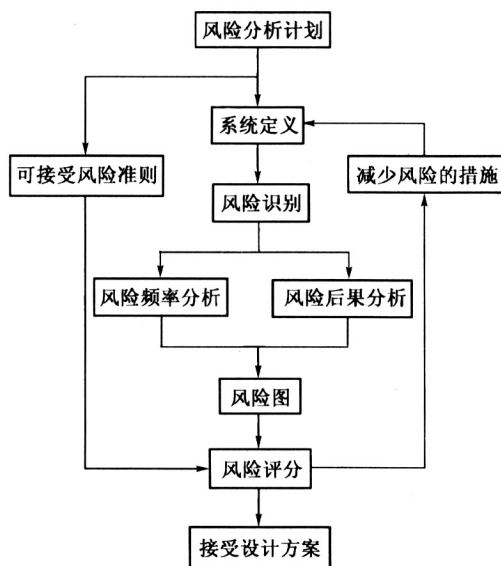 风险分析计划
系统定义
可接受风险准则
减少风险的措施
风险识别
风险频率分析
风险后果分析
风险图
风险评分
接受设计方案